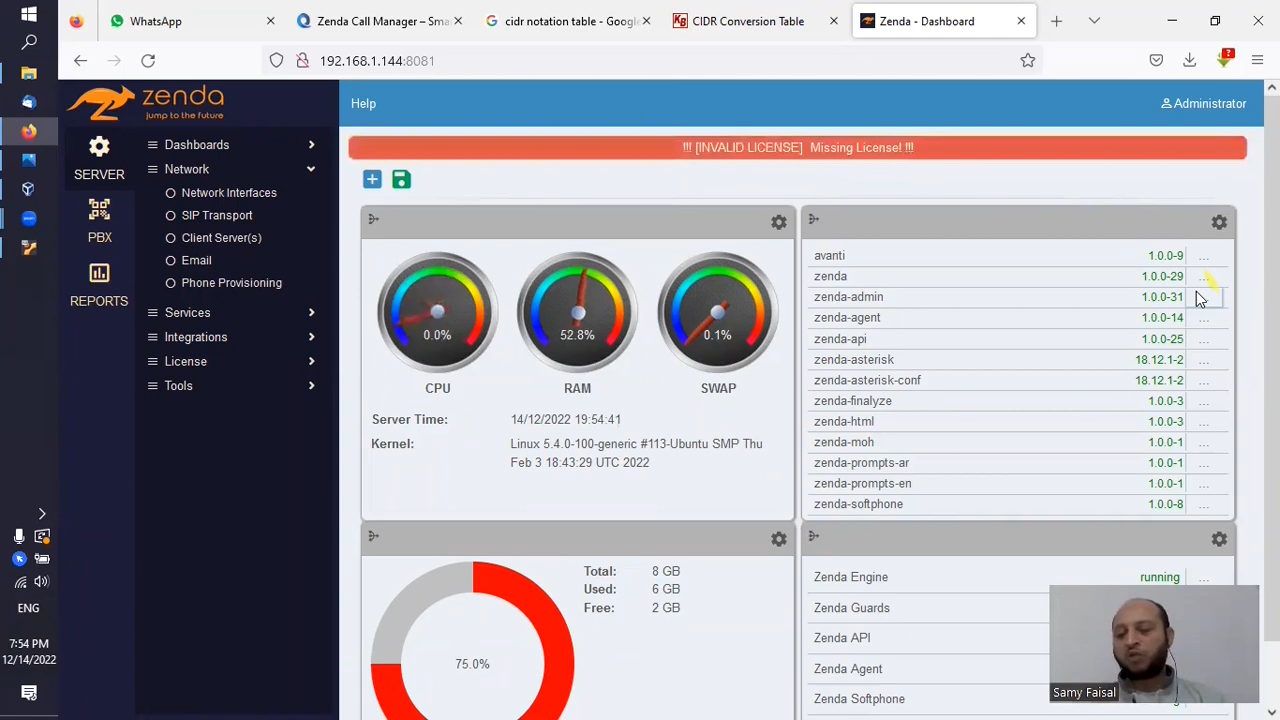 WhatsApp
Zenda Call Manager – Sma
cidr notation table - Google
CIDR Conversion Table
Zenda - Dashboard
192.168.1.144:8081
zenda
jump to the future
Help
Administrator
SERVER
PBX
REPORTS
Dashboards
Network
Network Interfaces
SIP Transport
Client Server(s)
Email
Phone Provisioning
Services
Integrations
License
Tools
!!! [INVALID LICENSE] Missing License! !!!
0.0%
52.8%
0.1%
CPU
RAM
SWAP
Server Time: 14/12/2022 19:54:41
Kernel: Linux 5.4.0-100-generic #113-Ubuntu SMP Thu
Feb 3 18:43:29 UTC 2022
avanti 1.0.0-9 ...
zenda 1.0.0-29 ...
zenda-admin 1.0.0-31
zenda-agent 1.0.0-14 ...
zenda-api 1.0.0-25 ...
zenda-asterisk 18.12.1-2 ...
zenda-asterisk-conf 18.12.1-2 ...
zenda-finalyze 1.0.0-3 ...
zenda-html 1.0.0-3 ...
zenda-moh 1.0.0-1 ...
zenda-prompts-ar 1.0.0-1 ...
zenda-prompts-en 1.0.0-1 ...
zenda-softphone 1.0.0-8 ...
Total: 8 GB
Used: 6 GB
Free: 2 GB
75.0%
Zenda Engine running ...
Zenda Guards
Zenda API
Zenda Agent
Zenda Softphone
Samy Faisal
ENG
7:54 PM
12/14/2022